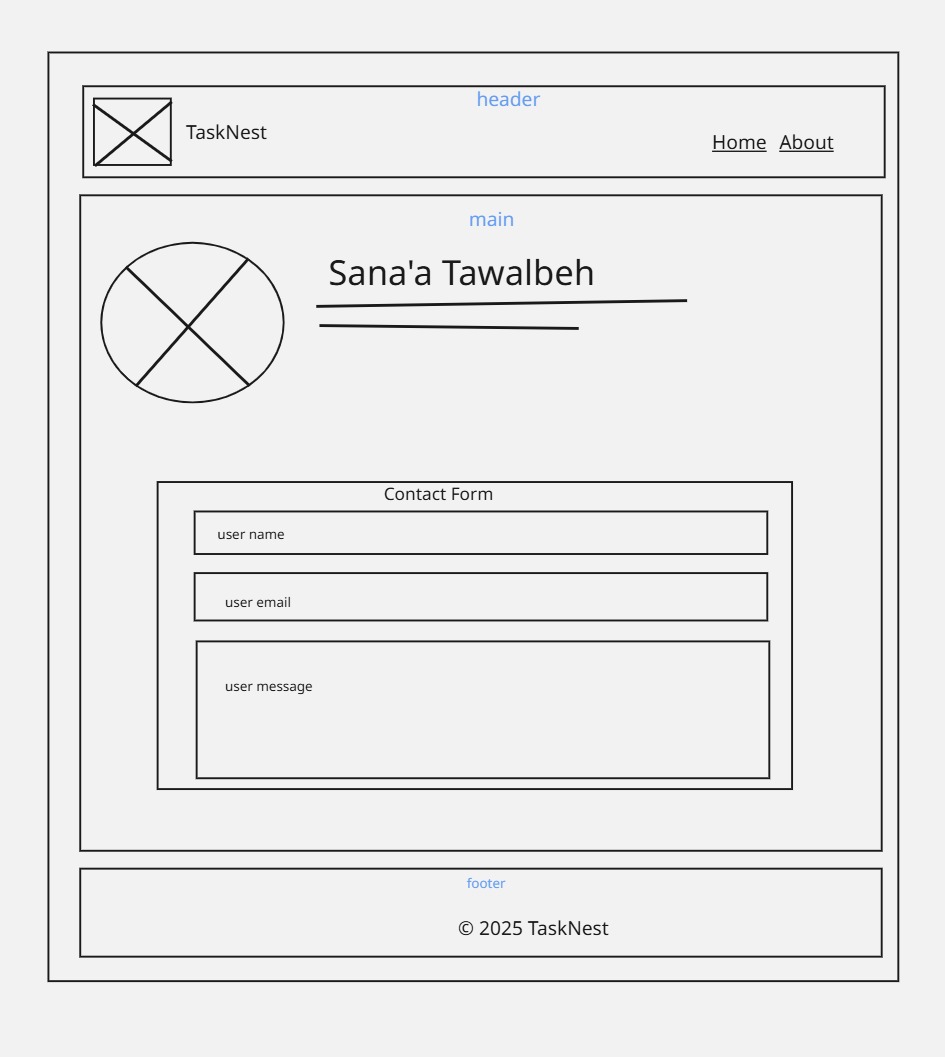 header
TaskNest
Home About
main
Sana'a Tawalbeh
Contact Form
user name
user email
user message
footer
© 2025 TaskNest